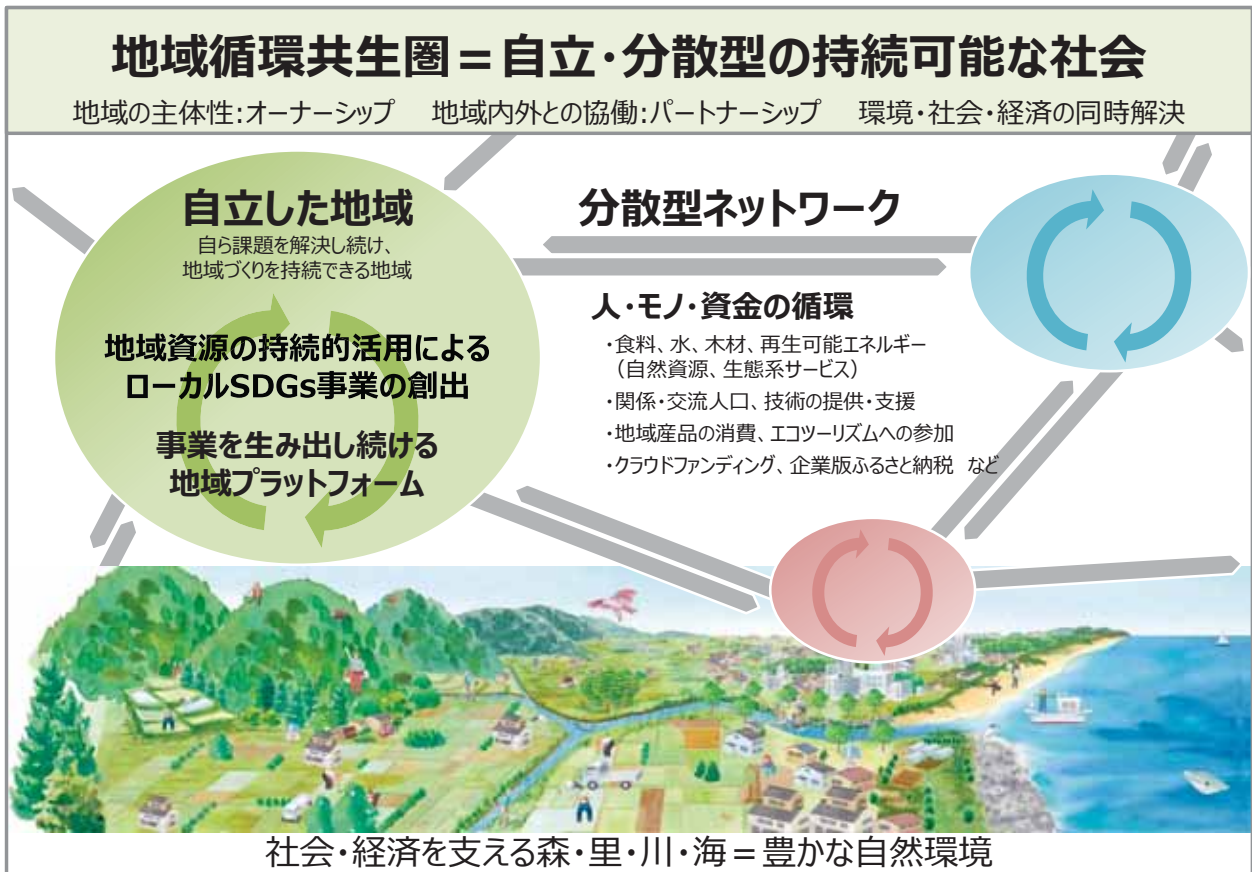 地域循環共生圏＝自立・分散型の持続可能な社会
地域の主体性:オーナーシップ　地域内外との協働:パートナーシップ　環境・社会・経済の同時解決
自立した地域
自ら課題を解決し続け、
地域づくりを持続できる地域
地域資源の持続的活用による
ローカルSDGs事業の創出
事業を生み出し続ける
地域プラットフォーム
分散型ネットワーク
人・モノ・資金の循環
・食料、水、木材、再生可能エネルギー
（自然資源、生態系サービス）
・関係・交流人口、技術の提供・支援
・地域産品の消費、エコツーリズムへの参加
・クラウドファンディング、企業版ふるさと納税　など
社会・経済を支える森・里・川・海＝豊かな自然環境